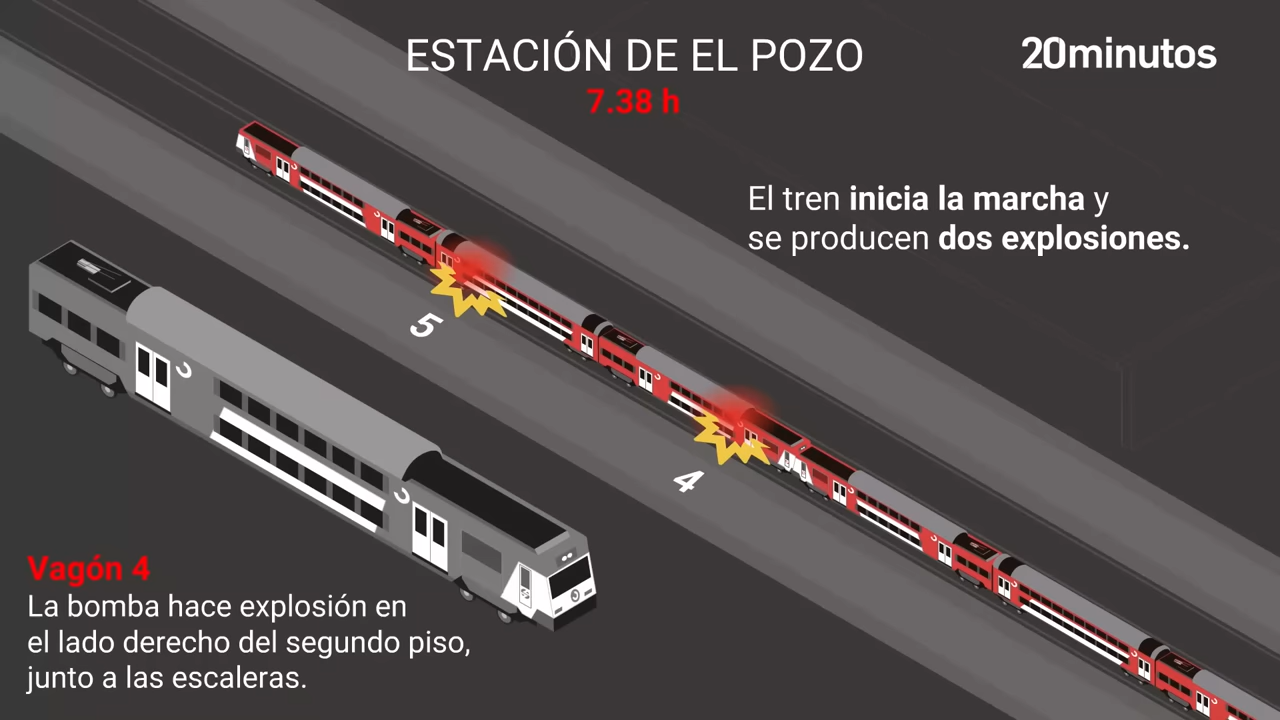 ESTACIÓN DE EL POZO
20minutos
7.38 h
El tren inicia la marcha y
se producen dos explosiones.
5
4
Vagón 4
La bomba hace explosión en
el lado derecho del segundo piso,
junto a las escaleras.